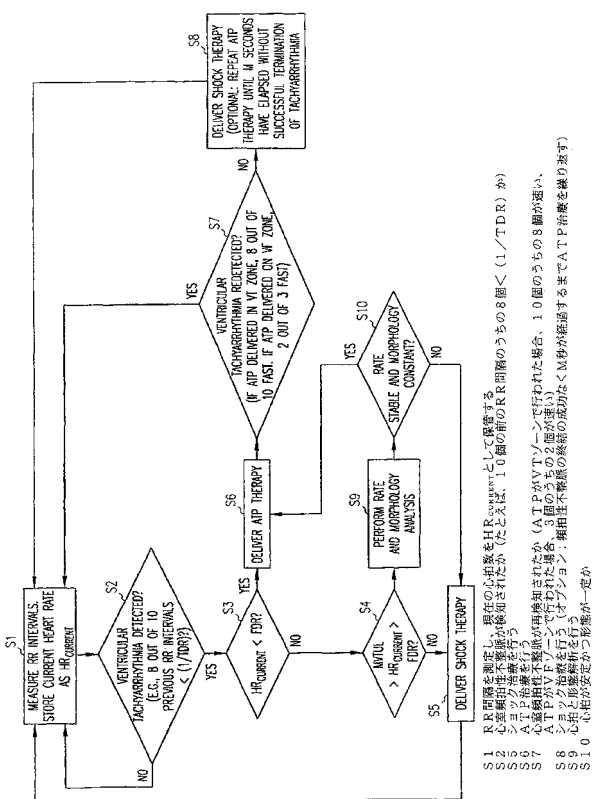 S1
MEASURE RR INTERVALS.
STORE CURRENT HEART RATE
AS HRCURRENT
S2
VENTRICULAR
TACHYARRHYTHMIA DETECTED?
(E.G., 8 OUT OF 10
PREVIOUS RR INTERVALS
< (1/TDR)?)
NO
YES
S3
HRCURRENT < FDR?
YES
NO
S4
MVTUL
> HRCURRENT >
FDR?
NO
S5
DELIVER SHOCK THERAPY
S6
DELIVER ATP THERAPY
S7
VENTRICULAR
TACHYARRHYTHMIA REDETECTED?
(IF ATP DELIVERED IN VT ZONE, 8 OUT OF
10 FAST. IF ATP DELIVERED ON VF ZONE,
2 OUT OF 3 FAST)
YES
NO
S8
DELIVER SHOCK THERAPY
(OPTIONAL: REPEAT ATP
THERAPY UNTIL M SECONDS
HAVE ELAPSED WITHOUT
SUCCESSFUL TERMINATION
OF TACHYARRHYTHMIA
S9
PERFORM RATE
AND MORPHOLOGY
ANALYSIS
S10
RATE
STABLE AND MORPHOLOGY
CONSTANT?
YES
NO
S1 RR間隔を測定し、現在の心拍数をHRCURRENTとして保管する
S2 心室頻拍性不整脈が検知されたか(たとえば、10個の前のRR間隔のうちの8個<(1/TDR)か)
S5 ショック治療を行う
S6 ATP治療を行う
S7 心室頻拍性不整脈が再検知されたか(ATPがVTゾーンで行われた場合、10個のうちの8個が速い、
ATPがVFゾーンで行われた場合、3個のうちの2個が速い)
S8 ショック治療を行う(オプション:頻拍性不整脈の終結の成功なくM秒が経過するまでATP治療を繰り返す)
S9 心拍と形態解析を行う
S10 心拍が安定かつ形態が一定か